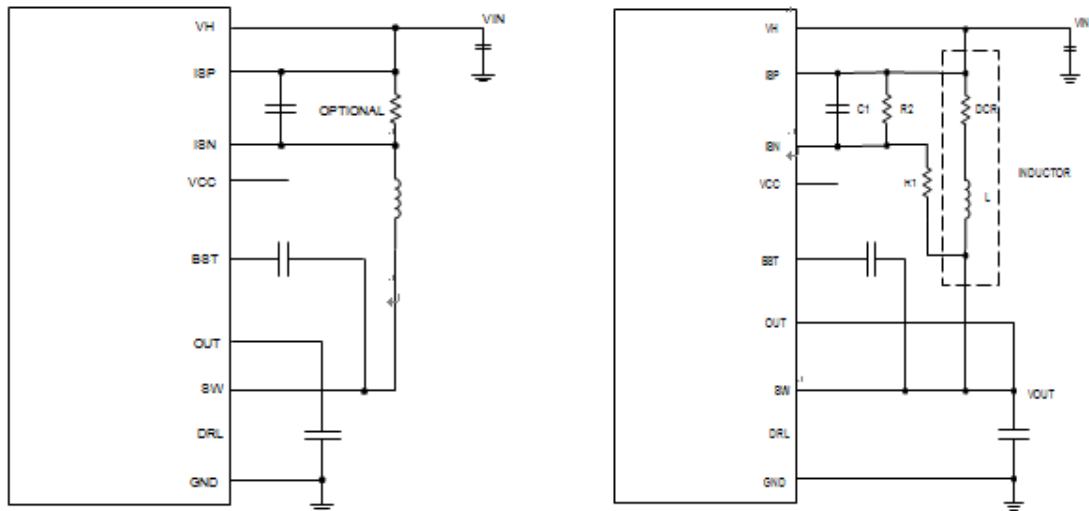 VH
VIN
ISP
OPTIONAL
ISN
VCC
BST
OUT
SW
DRL
GND
VH
VIN
ISP
C1
R2
DCR
ISN
INDUCTOR
VCC
R1
L
BST
OUT
SW
VOUT
DRL
GND